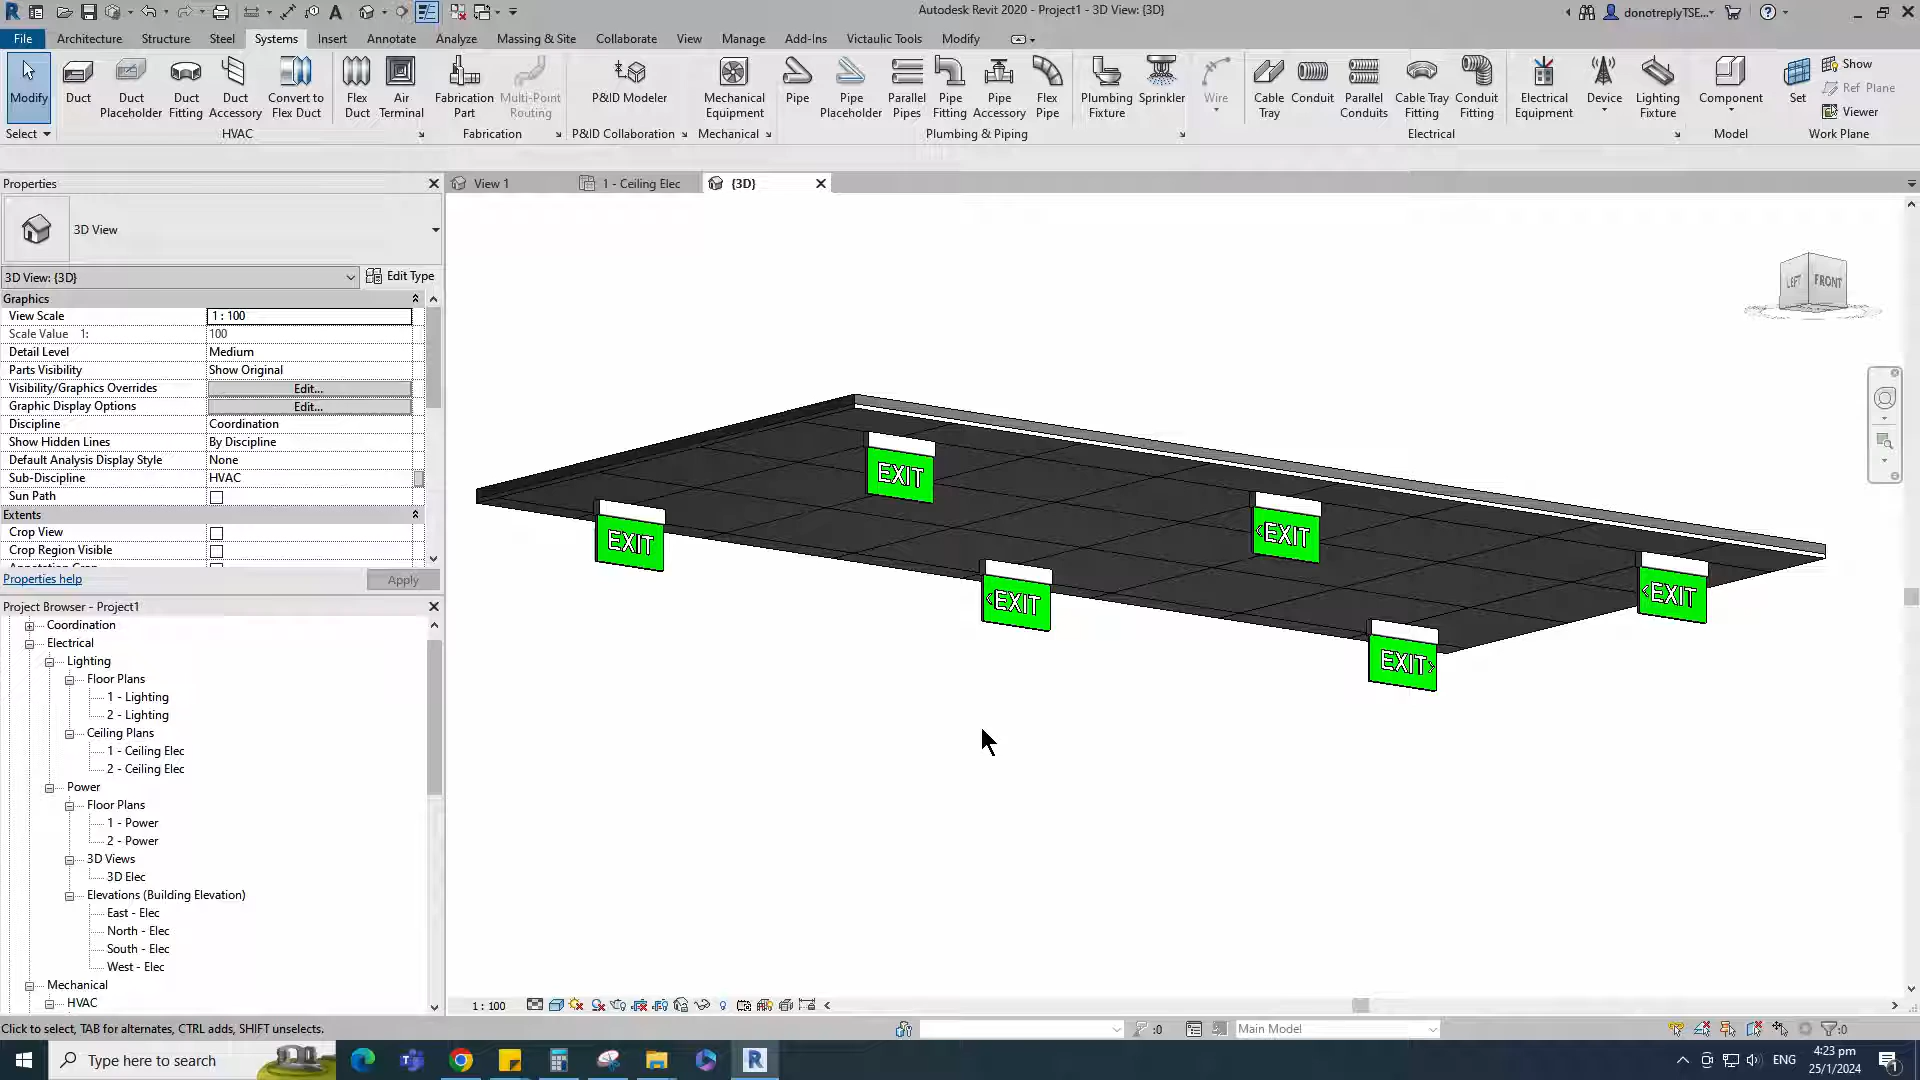 Autodesk Revit 2020 - Project1 - 3D View: {3D}
donotreplyTSE...
File Architecture Structure Steel Systems Insert Annotate Analyze Massing & Site Collaborate View Manage Add-Ins Victaulic Tools Modify
Modify
Duct
Duct Placeholder
Duct Fitting
Duct Accessory
Convert to Flex Duct
Flex Duct
Air Terminal
Fabrication Part
Multi-Point Routing
P&ID Modeler
Mechanical Equipment
Pipe
Pipe Placeholder
Parallel Pipes
Pipe Fitting
Pipe Accessory
Flex Pipe
Plumbing Fixture
Sprinkler
Wire
Cable Tray
Conduit
Parallel Conduits
Cable Tray Fitting
Conduit Fitting
Electrical Equipment
Device
Lighting Fixture
Component
Set
Show
Ref Plane
Viewer
Select HVAC Fabrication P&ID Collaboration Mechanical Plumbing & Piping Electrical Model Work Plane
Properties
View 1
1 - Ceiling Elec
{3D}
3D View
3D View: {3D}
Edit Type
Graphics
View Scale 1 : 100
Scale Value 1: 100
Detail Level Medium
Parts Visibility Show Original
Visibility/Graphics Overrides Edit...
Graphic Display Options Edit...
Discipline Coordination
Show Hidden Lines By Discipline
Default Analysis Display Style None
Sub-Discipline HVAC
Sun Path
Extents
Crop View
Crop Region Visible
Properties help
Apply
Project Browser - Project1
Coordination
Electrical
Lighting
Floor Plans
1 - Lighting
2 - Lighting
Ceiling Plans
1 - Ceiling Elec
2 - Ceiling Elec
Power
Floor Plans
1 - Power
2 - Power
3D Views
3D Elec
Elevations (Building Elevation)
East - Elec
North - Elec
South - Elec
West - Elec
Mechanical
HVAC
LEFT
FRONT
EXIT
EXIT
<EXIT
<EXIT
<EXIT
EXIT>
1 : 100
Click to select, TAB for alternates, CTRL adds, SHIFT unselects.
:0
Main Model
:0
Type here to search
ENG
4:23 pm
25/1/2024
1